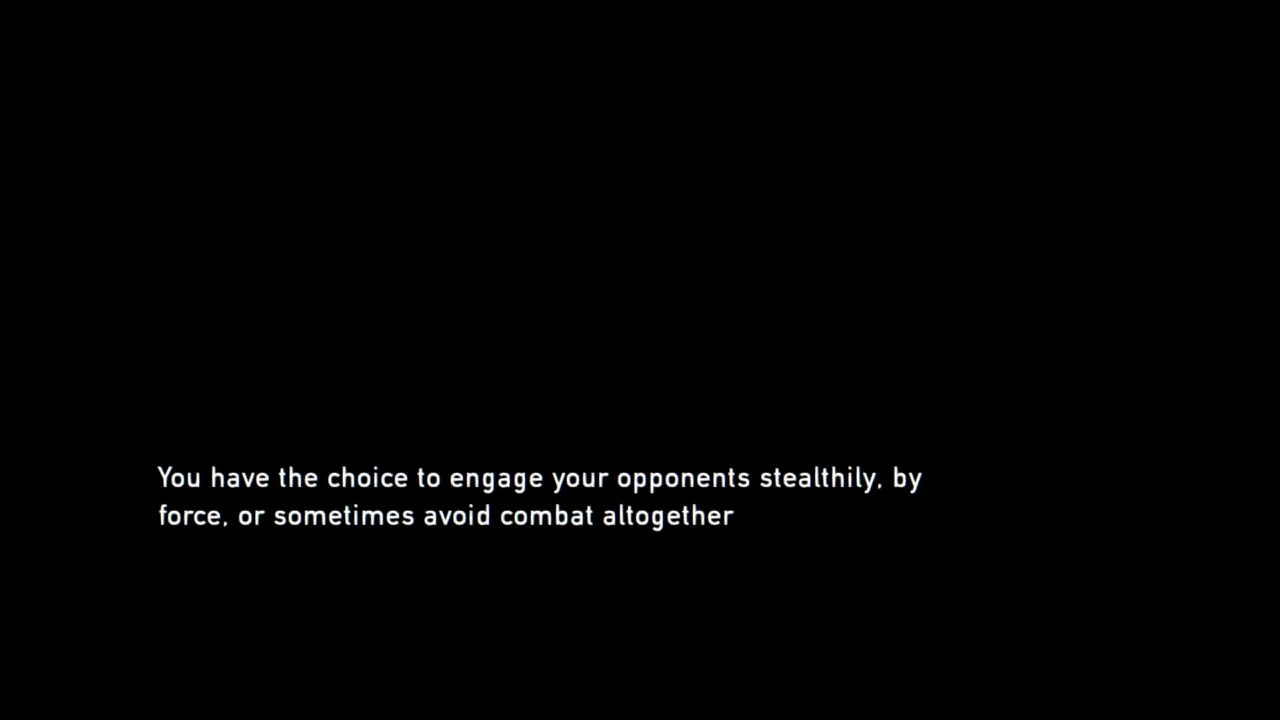 You have the choice to engage your opponents stealthily, by
force, or sometimes avoid combat altogether